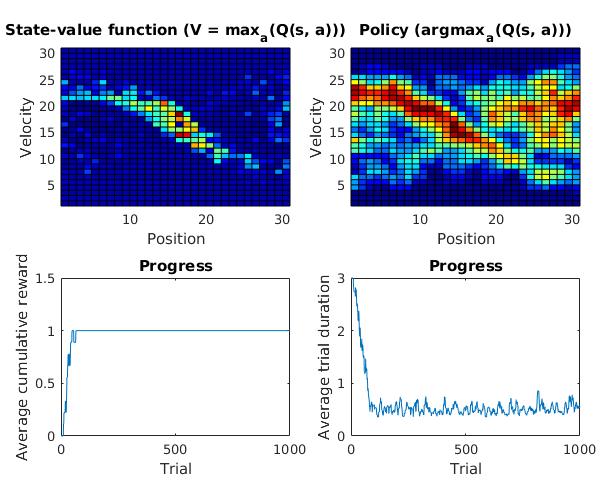 State-value function (V = max_a(Q(s, a)))
Policy (argmax_a(Q(s, a)))
30
25
20
15
10
5
Velocity
10
20
30
Position
30
25
20
15
10
5
Velocity
10
20
30
Position
Progress
1.5
1
0.5
0
Average cumulative reward
0
500
1000
Trial
Progress
3
2
1
0
Average trial duration
0
500
1000
Trial